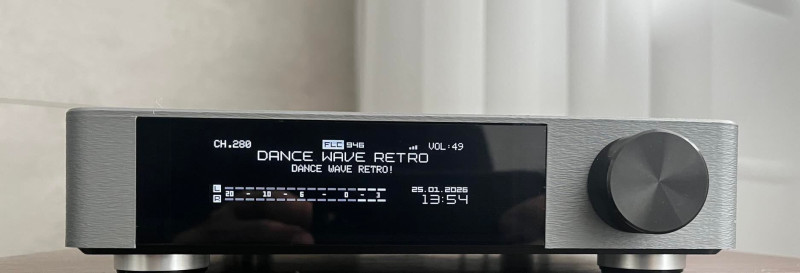 CH.280 FLC 946 VOL:49
DANCE WAVE RETRO
DANCE WAVE RETRO!
L
R
20 - 10 - 6 - 0 - 3
25.01.2026
13:54